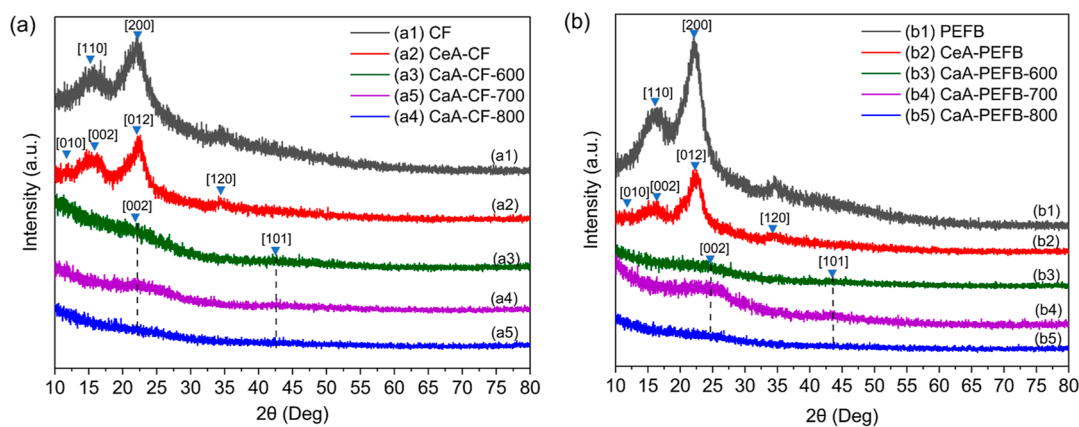 (a)
[200]
[110]
(a1) CF
(a2) CeA-CF
(a3) CaA-CF-600
(a5) CaA-CF-700
(a4) CaA-CF-800
[010]
[002]
[012]
[120]
[002]
[101]
(a1)
(a2)
(a3)
(a4)
(a5)
Intensity (a.u.)
10 15 20 25 30 35 40 45 50 55 60 65 70 75 80
2θ (Deg)
(b)
[200]
[110]
(b1) PEFB
(b2) CeA-PEFB
(b3) CaA-PEFB-600
(b4) CaA-PEFB-700
(b5) CaA-PEFB-800
[010]
[002]
[012]
[120]
[002]
[101]
(b1)
(b2)
(b3)
(b4)
(b5)
Intensity (a.u.)
10 15 20 25 30 35 40 45 50 55 60 65 70 75 80
2θ (Deg)